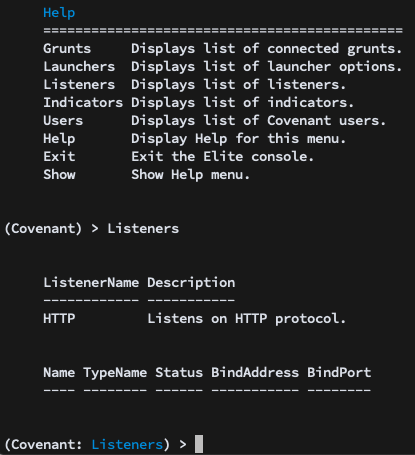 Help
=============================================
Grunts     Displays list of connected grunts.
Launchers  Displays list of launcher options.
Listeners  Displays list of listeners.
Indicators Displays list of indicators.
Users      Displays list of Covenant users.
Help       Display Help for this menu.
Exit       Exit the Elite console.
Show       Show Help menu.
(Covenant) > Listeners
ListenerName Description
------------ -----------
HTTP         Listens on HTTP protocol.
Name TypeName Status BindAddress BindPort
---- -------- ------ ----------- --------
(Covenant: Listeners) >